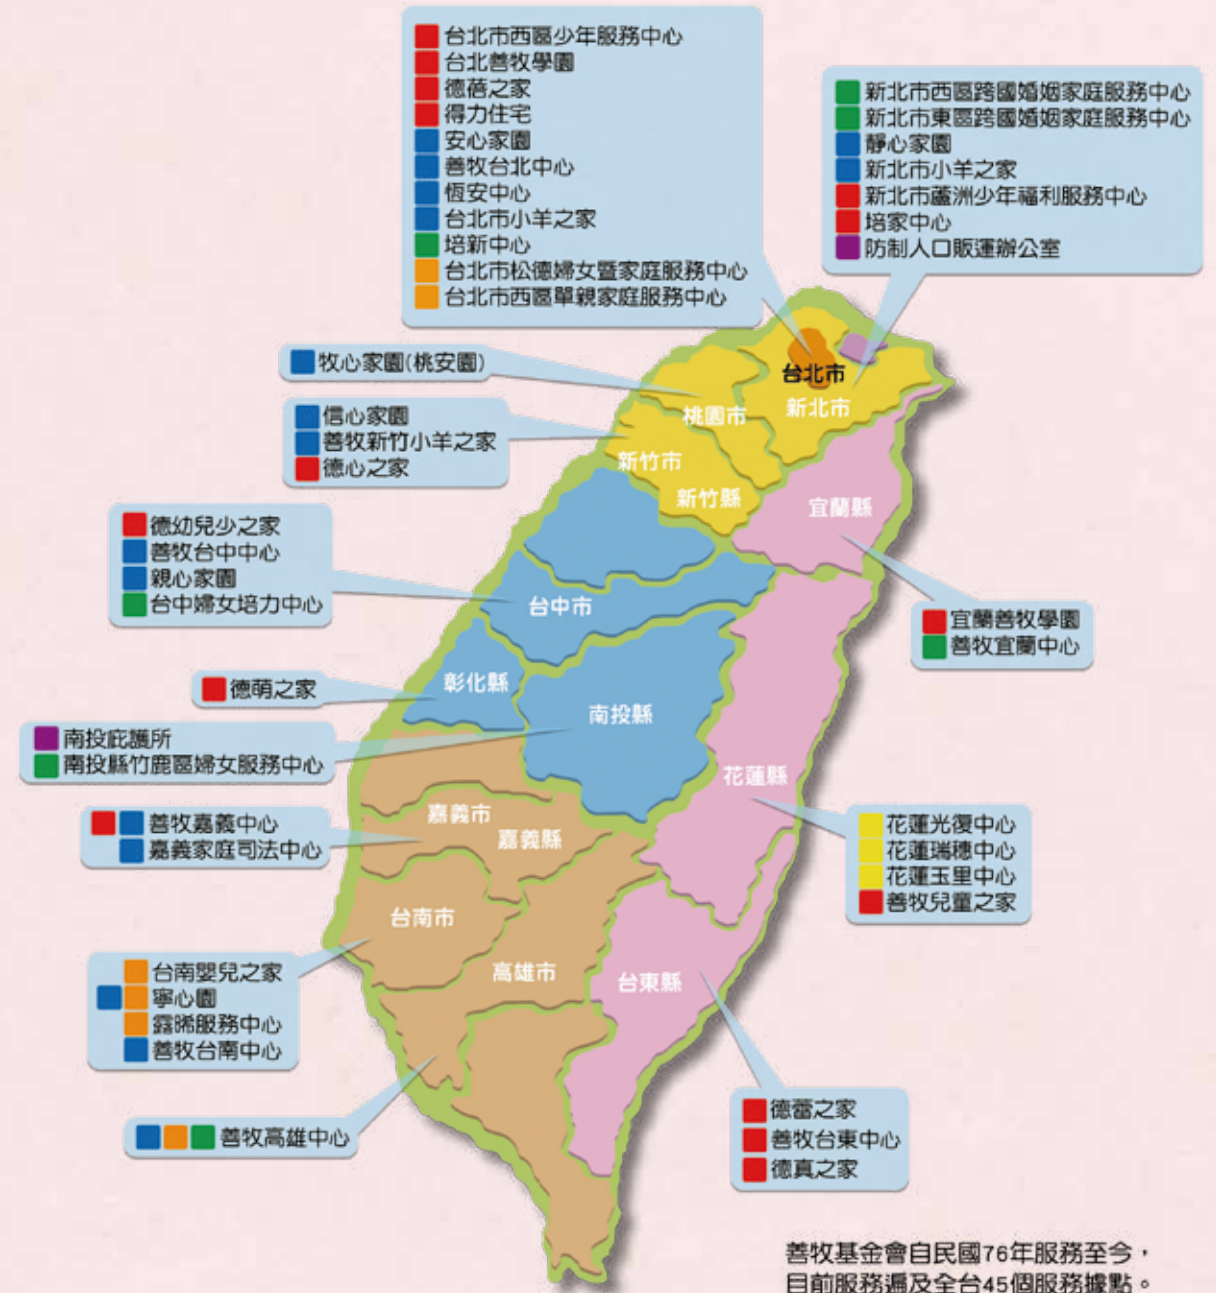 台北市西區少年服務中心
台北善牧學園
德蓓之家
得力住宅
安心家園
善牧台北中心
恆安中心
台北市小羊之家
培新中心
台北市松德婦女暨家庭服務中心
台北市西區單親家庭服務中心
新北市西區跨國婚姻家庭服務中心
新北市東區跨國婚姻家庭服務中心
靜心家園
新北市小羊之家
新北市蘆洲少年福利服務中心
培家中心
防制人口販運辦公室
牧心家園(桃安園)
信心家園
善牧新竹小羊之家
德心之家
台北市
新北市
桃園市
新竹市
新竹縣
宜蘭縣
德幼兒少之家
善牧台中中心
親心家園
台中婦女培力中心
台中市
宜蘭善牧學園
善牧宜蘭中心
德萌之家
彰化縣
南投縣
南投庇護所
南投縣竹鹿區婦女服務中心
花蓮縣
善牧嘉義中心
嘉義家庭司法中心
嘉義市
嘉義縣
花蓮光復中心
花蓮瑞穗中心
花蓮玉里中心
善牧兒童之家
台南市
高雄市
台東縣
台南嬰兒之家
寧心園
露晞服務中心
善牧台南中心
善牧高雄中心
德蕾之家
善牧台東中心
德真之家
善牧基金會自民國76年服務至今，
目前服務遍及全台45個服務據點。